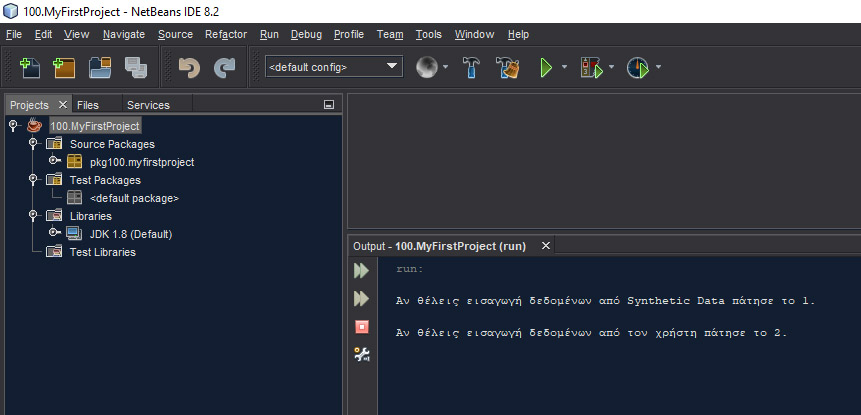 100.MyFirstProject - NetBeans IDE 8.2
File Edit View Navigate Source Refactor Run Debug Profile Team Tools Window Help
<default config>
Projects Files Services
100.MyFirstProject
Source Packages
pkg100.myfirstproject
Test Packages
<default package>
Libraries
JDK 1.8 (Default)
Test Libraries
Output - 100.MyFirstProject (run)
run:
Αν θέλεις εισαγωγή δεδομένων από Synthetic Data πάτησε το 1.
Αν θέλεις εισαγωγή δεδομένων από τον χρήστη πάτησε το 2.